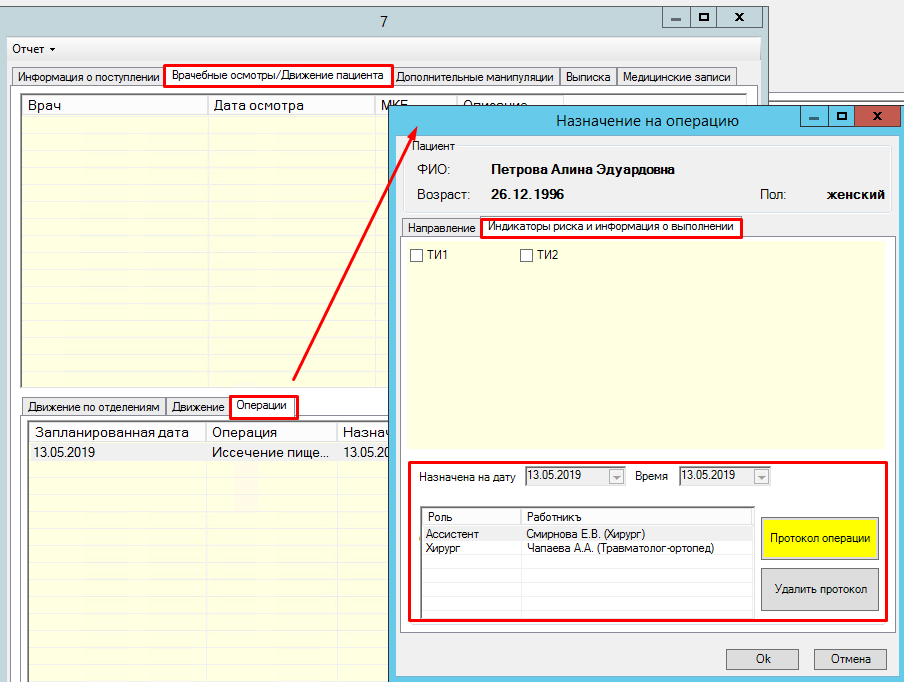 7
Отчет
Информация о поступлении Врачебные осмотры/Движение пациента Дополнительные манипуляции Выписка Медицинские записи
Врач Дата осмотра МКБ Описание
Назначение на операцию
Пациент
ФИО: Петрова Алина Эдуардовна
Возраст: 26.12.1996 Пол: женский
Направление Индикаторы риска и информация о выполнении
ТИ1 ТИ2
Движение по отделениям Движение Операции
Запланированная дата Операция Назнач
13.05.2019 Иссечение пище... 13.05.20
Назначена на дату 13.05.2019 Время 13.05.2019
Роль Работникъ
Ассистент Смирнова Е.В. (Хирург)
Хирург Чапаева А.А. (Травматолог-ортопед)
Протокол операции
Удалить протокол
Ok Отмена